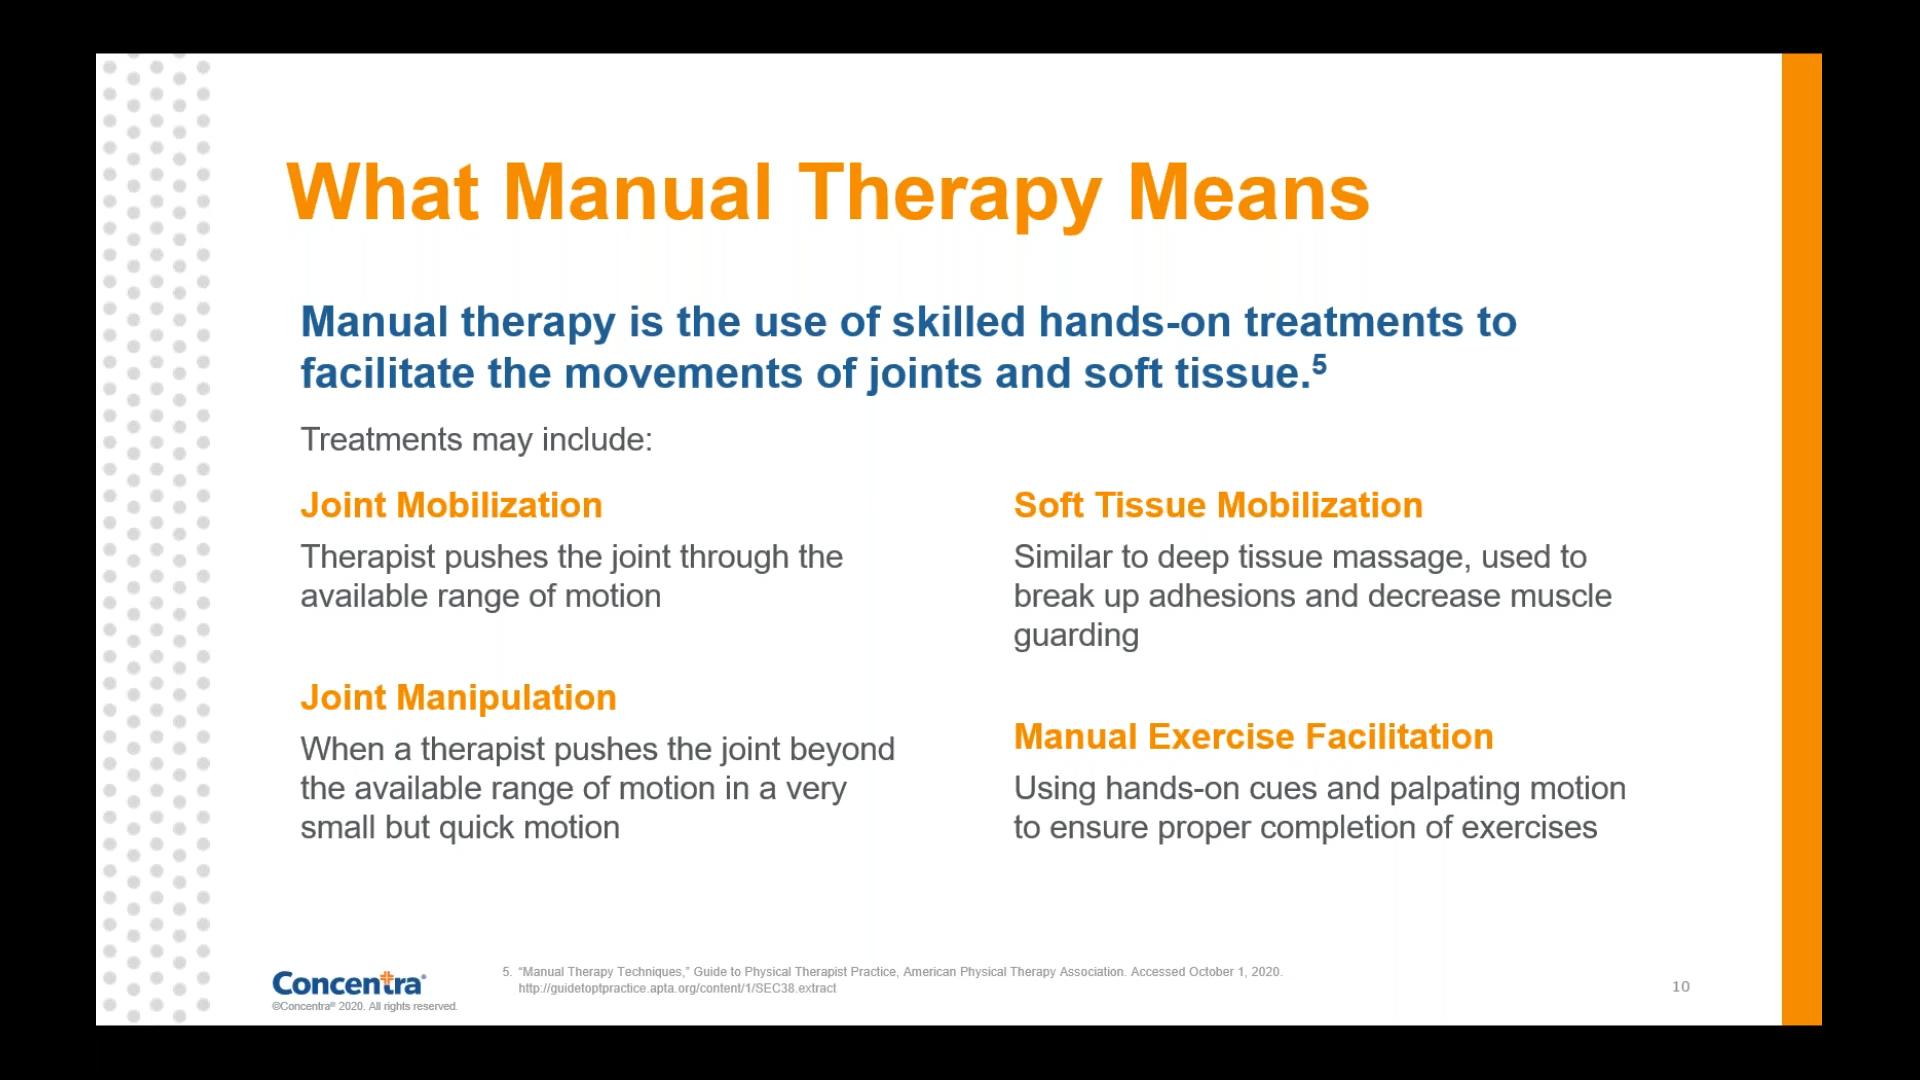 What Manual Therapy Means
Manual therapy is the use of skilled hands-on treatments to
facilitate the movements of joints and soft tissue.5
Treatments may include:
Joint Mobilization
Therapist pushes the joint through the
available range of motion
Joint Manipulation
When a therapist pushes the joint beyond
the available range of motion in a very
small but quick motion
Soft Tissue Mobilization
Similar to deep tissue massage, used to
break up adhesions and decrease muscle
guarding
Manual Exercise Facilitation
Using hands-on cues and palpating motion
to ensure proper completion of exercises
Concentra®
©Concentra® 2020. All rights reserved.
5. “Manual Therapy Techniques,” Guide to Physical Therapist Practice, American Physical Therapy Association. Accessed October 1, 2020.
http://guidetoptpractice.apta.org/content/1/SEC38.extract
10